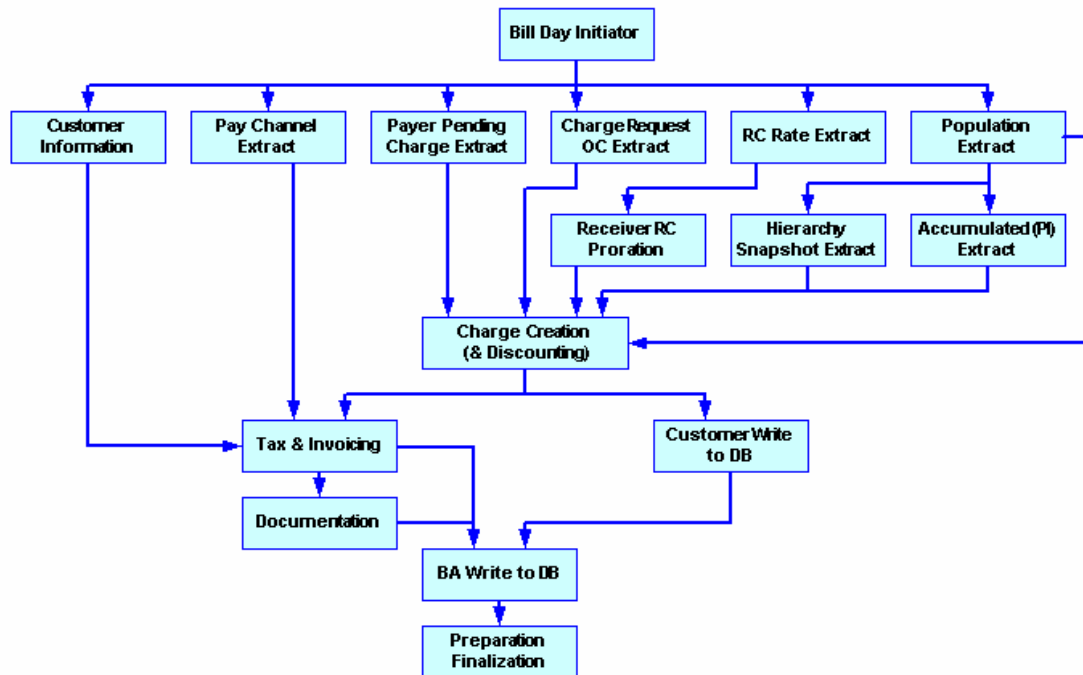 Bill Day Initiator
Customer
Information
Pay Channel
Extract
Payer Pending
Charge Extract
Charge Request
OC Extract
RC Rate Extract
Population
Extract
Receiver RC
Proration
Hierarchy
Snapshot Extract
Accumulated (PI)
Extract
Charge Creation
(& Discounting)
Tax & Invoicing
Customer Write
to DB
Documentation
BA Write to DB
Preparation
Finalization